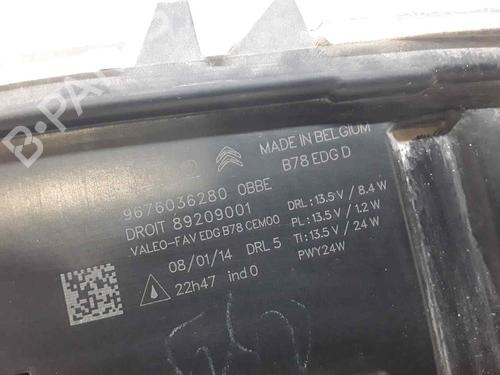 B-PARTS
MADE IN BELGIUM
B78 EDG D
9676036280 0BBE
DROIT 89209001
VALEO-FAV EDG B78 CEM00
DRL : 13.5 V / 8.4 W
PL : 13.5 V / 1.2 W
TI : 13.5 V / 24 W
PWY24W
08/01/14 DRL 5
22h47 ind.0